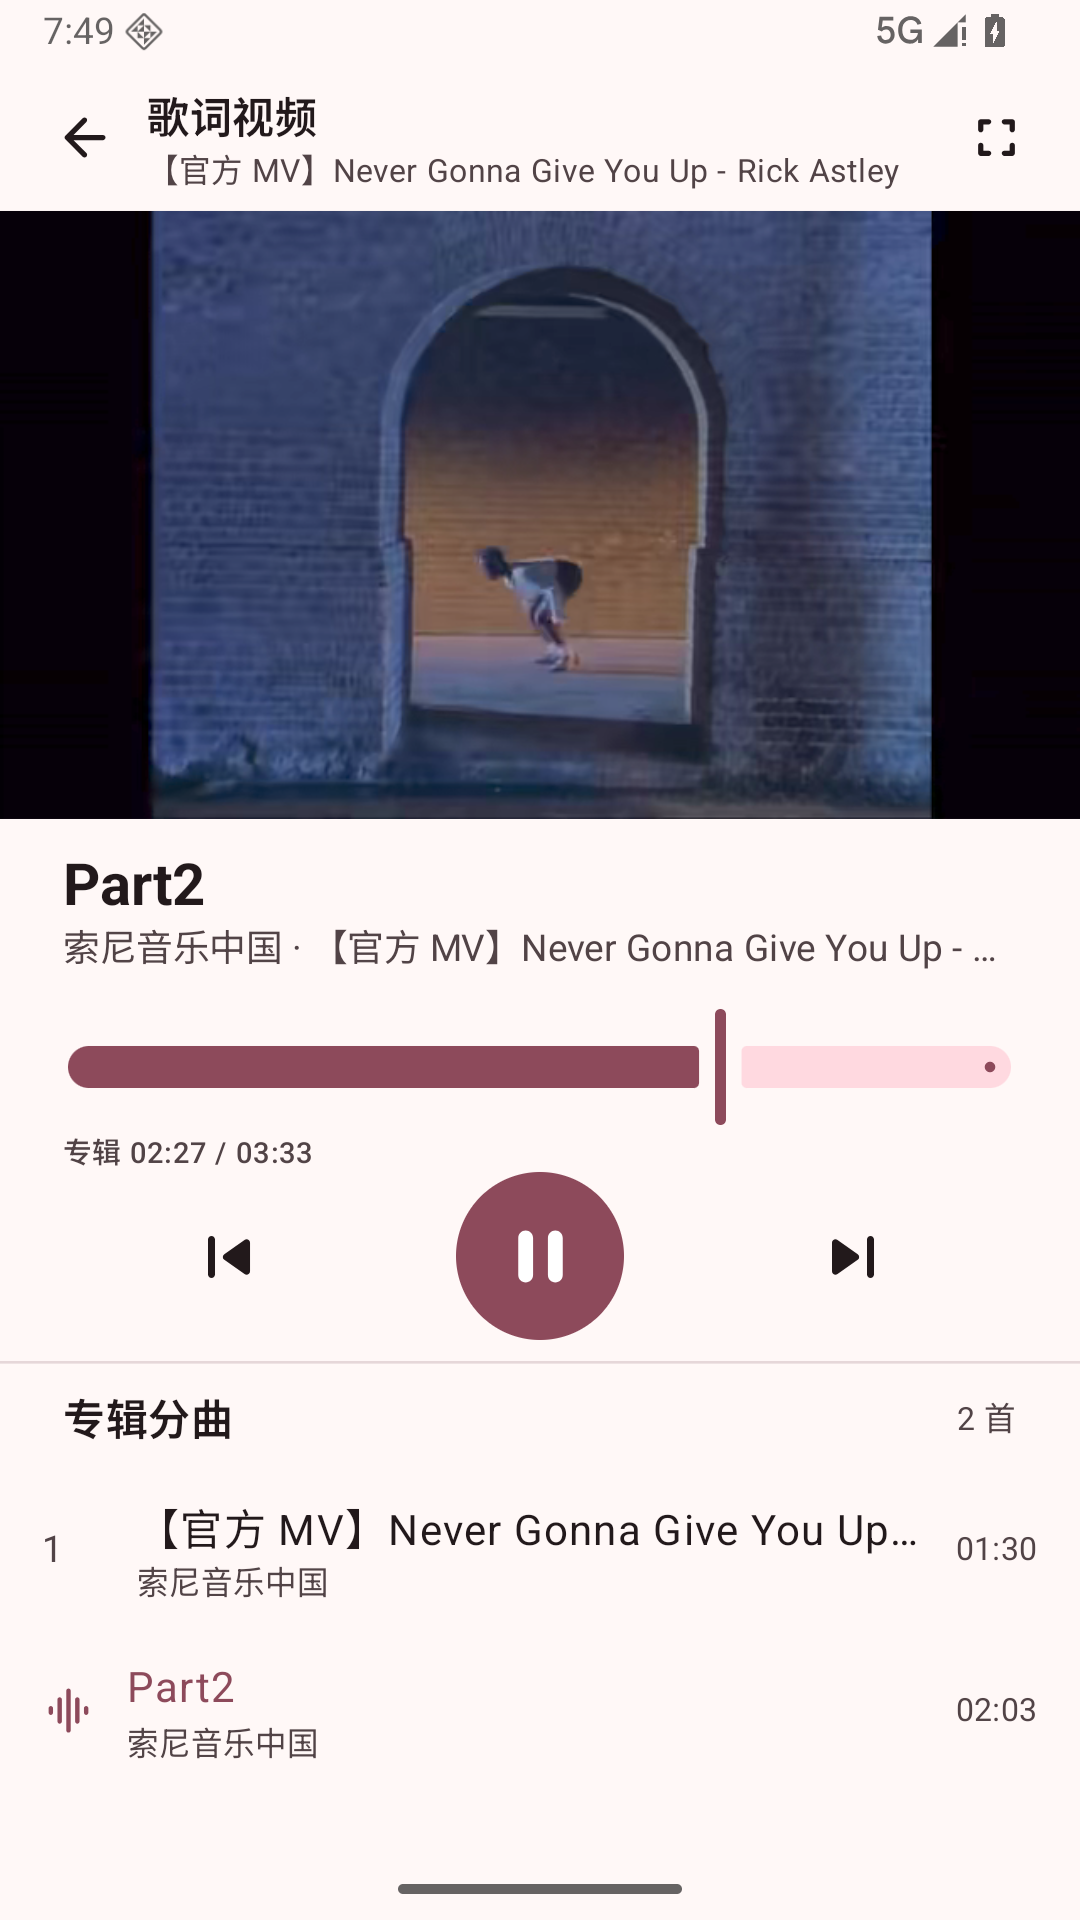 7:49
5G
歌词视频
【官方 MV】Never Gonna Give You Up - Rick Astley
Part2
索尼音乐中国 · 【官方 MV】Never Gonna Give You Up - ...
专辑 02:27 / 03:33
专辑分曲
2 首
1
【官方 MV】Never Gonna Give You Up...
01:30
索尼音乐中国
Part2
02:03
索尼音乐中国